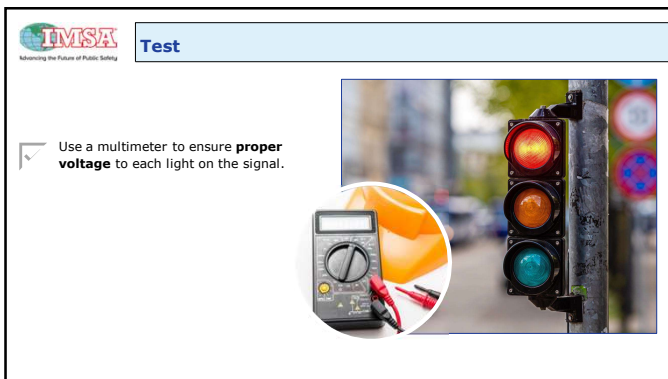 IMSA
Advancing the Future of Public Safety
Test
Use a multimeter to ensure proper
voltage to each light on the signal.